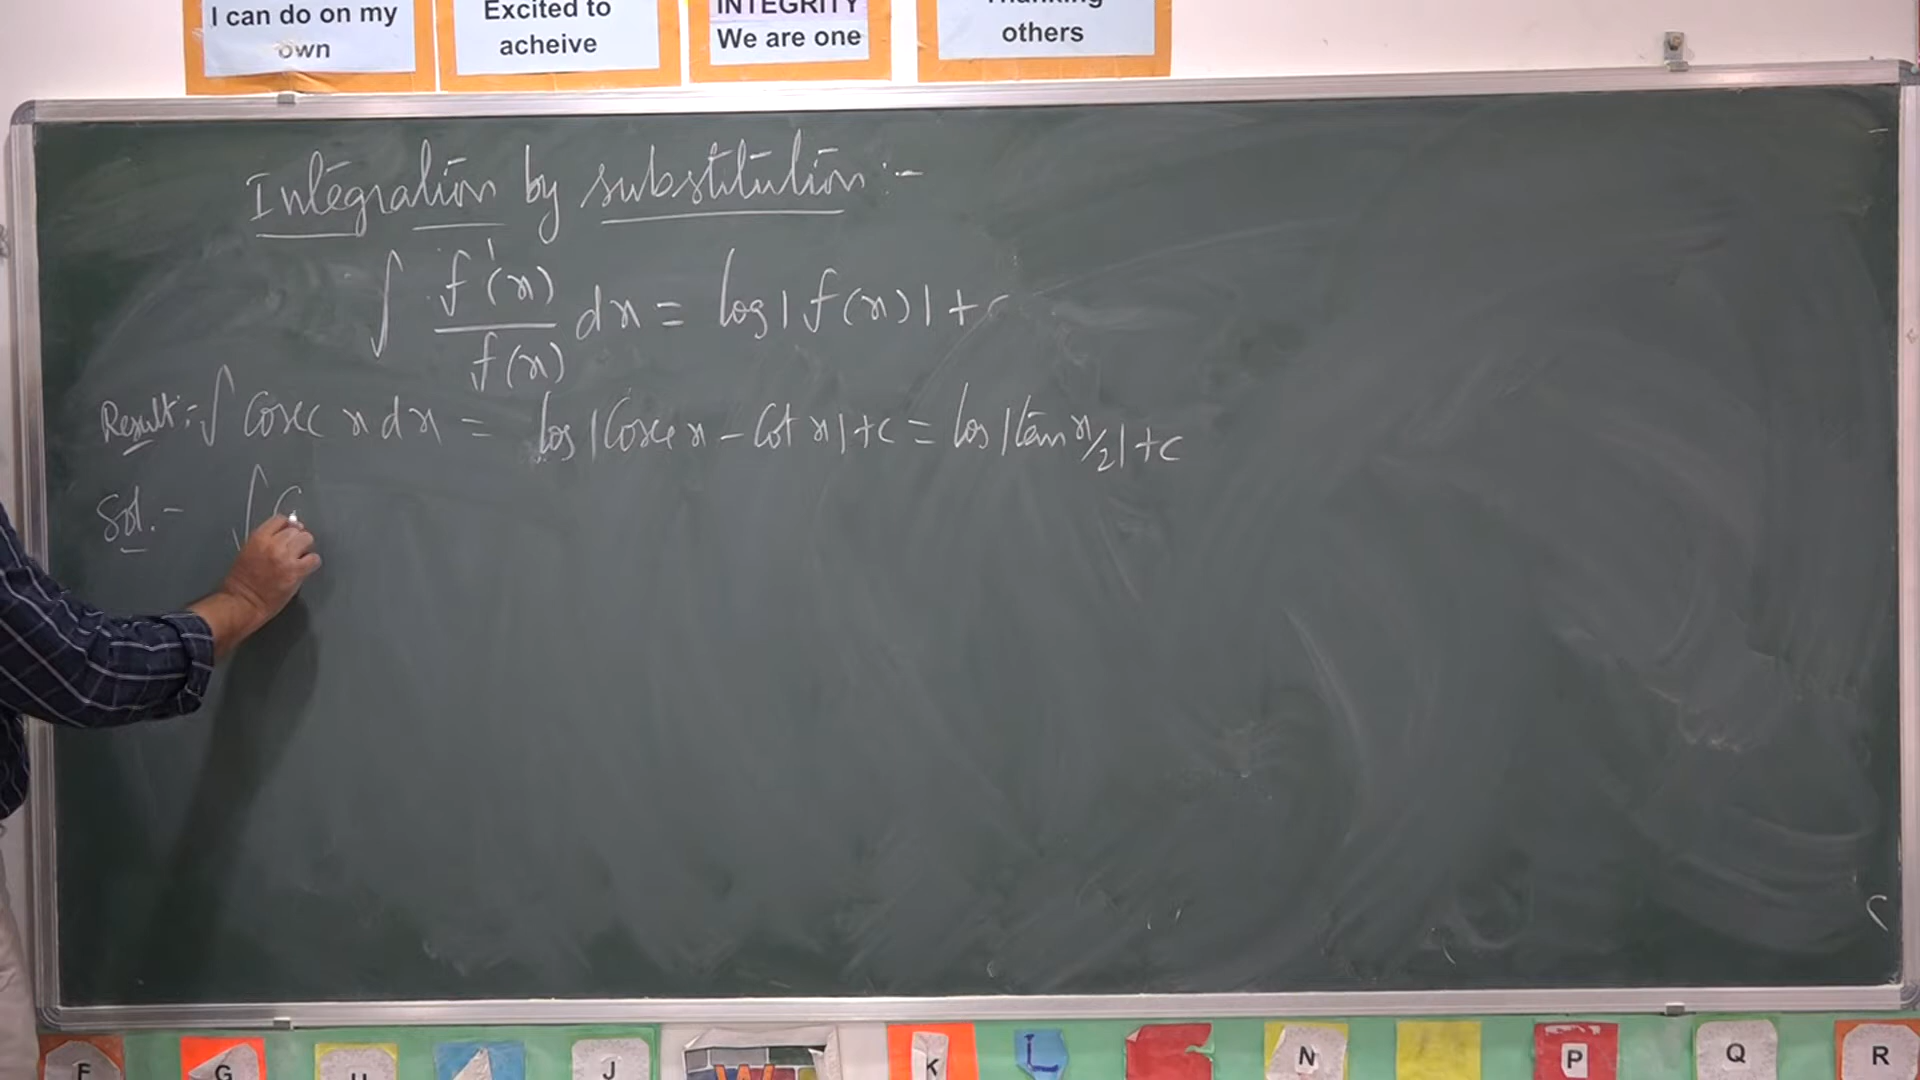 I can do on my
own
Excited to
acheive
INTEGRITY
We are one
Thanking
others
Integration by substitution :-
∫ f'(x)/f(x) dx = log|f(x)| + c
Result:- ∫ Cosec x dx = log|Cosec x - Cot x| + c = log|tan x/2| + c
Sol.- ∫ C
F
G
J
W
K
L
N
P
Q
R